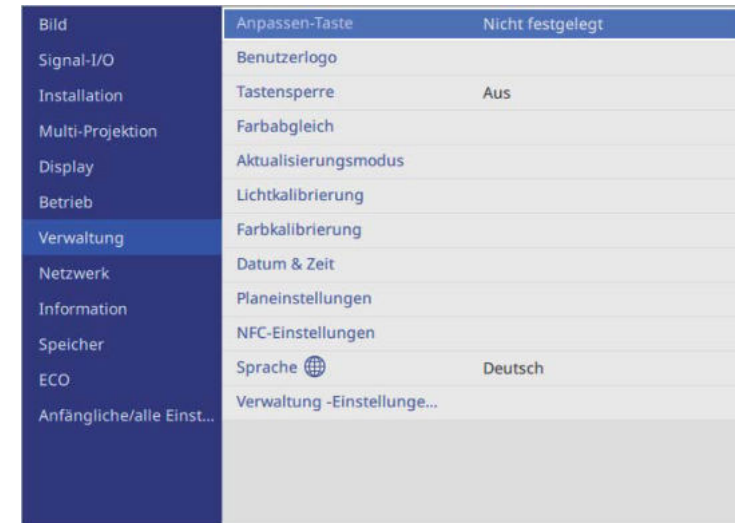 Bild
Signal-I/O
Installation
Multi-Projektion
Display
Betrieb
Verwaltung
Netzwerk
Information
Speicher
ECO
Anfängliche/alle Einst...
Anpassen-Taste Nicht festgelegt
Benutzerlogo
Tastensperre Aus
Farbabgleich
Aktualisierungsmodus
Lichtkalibrierung
Farbkalibrierung
Datum & Zeit
Planeinstellungen
NFC-Einstellungen
Sprache Deutsch
Verwaltung -Einstellunge...